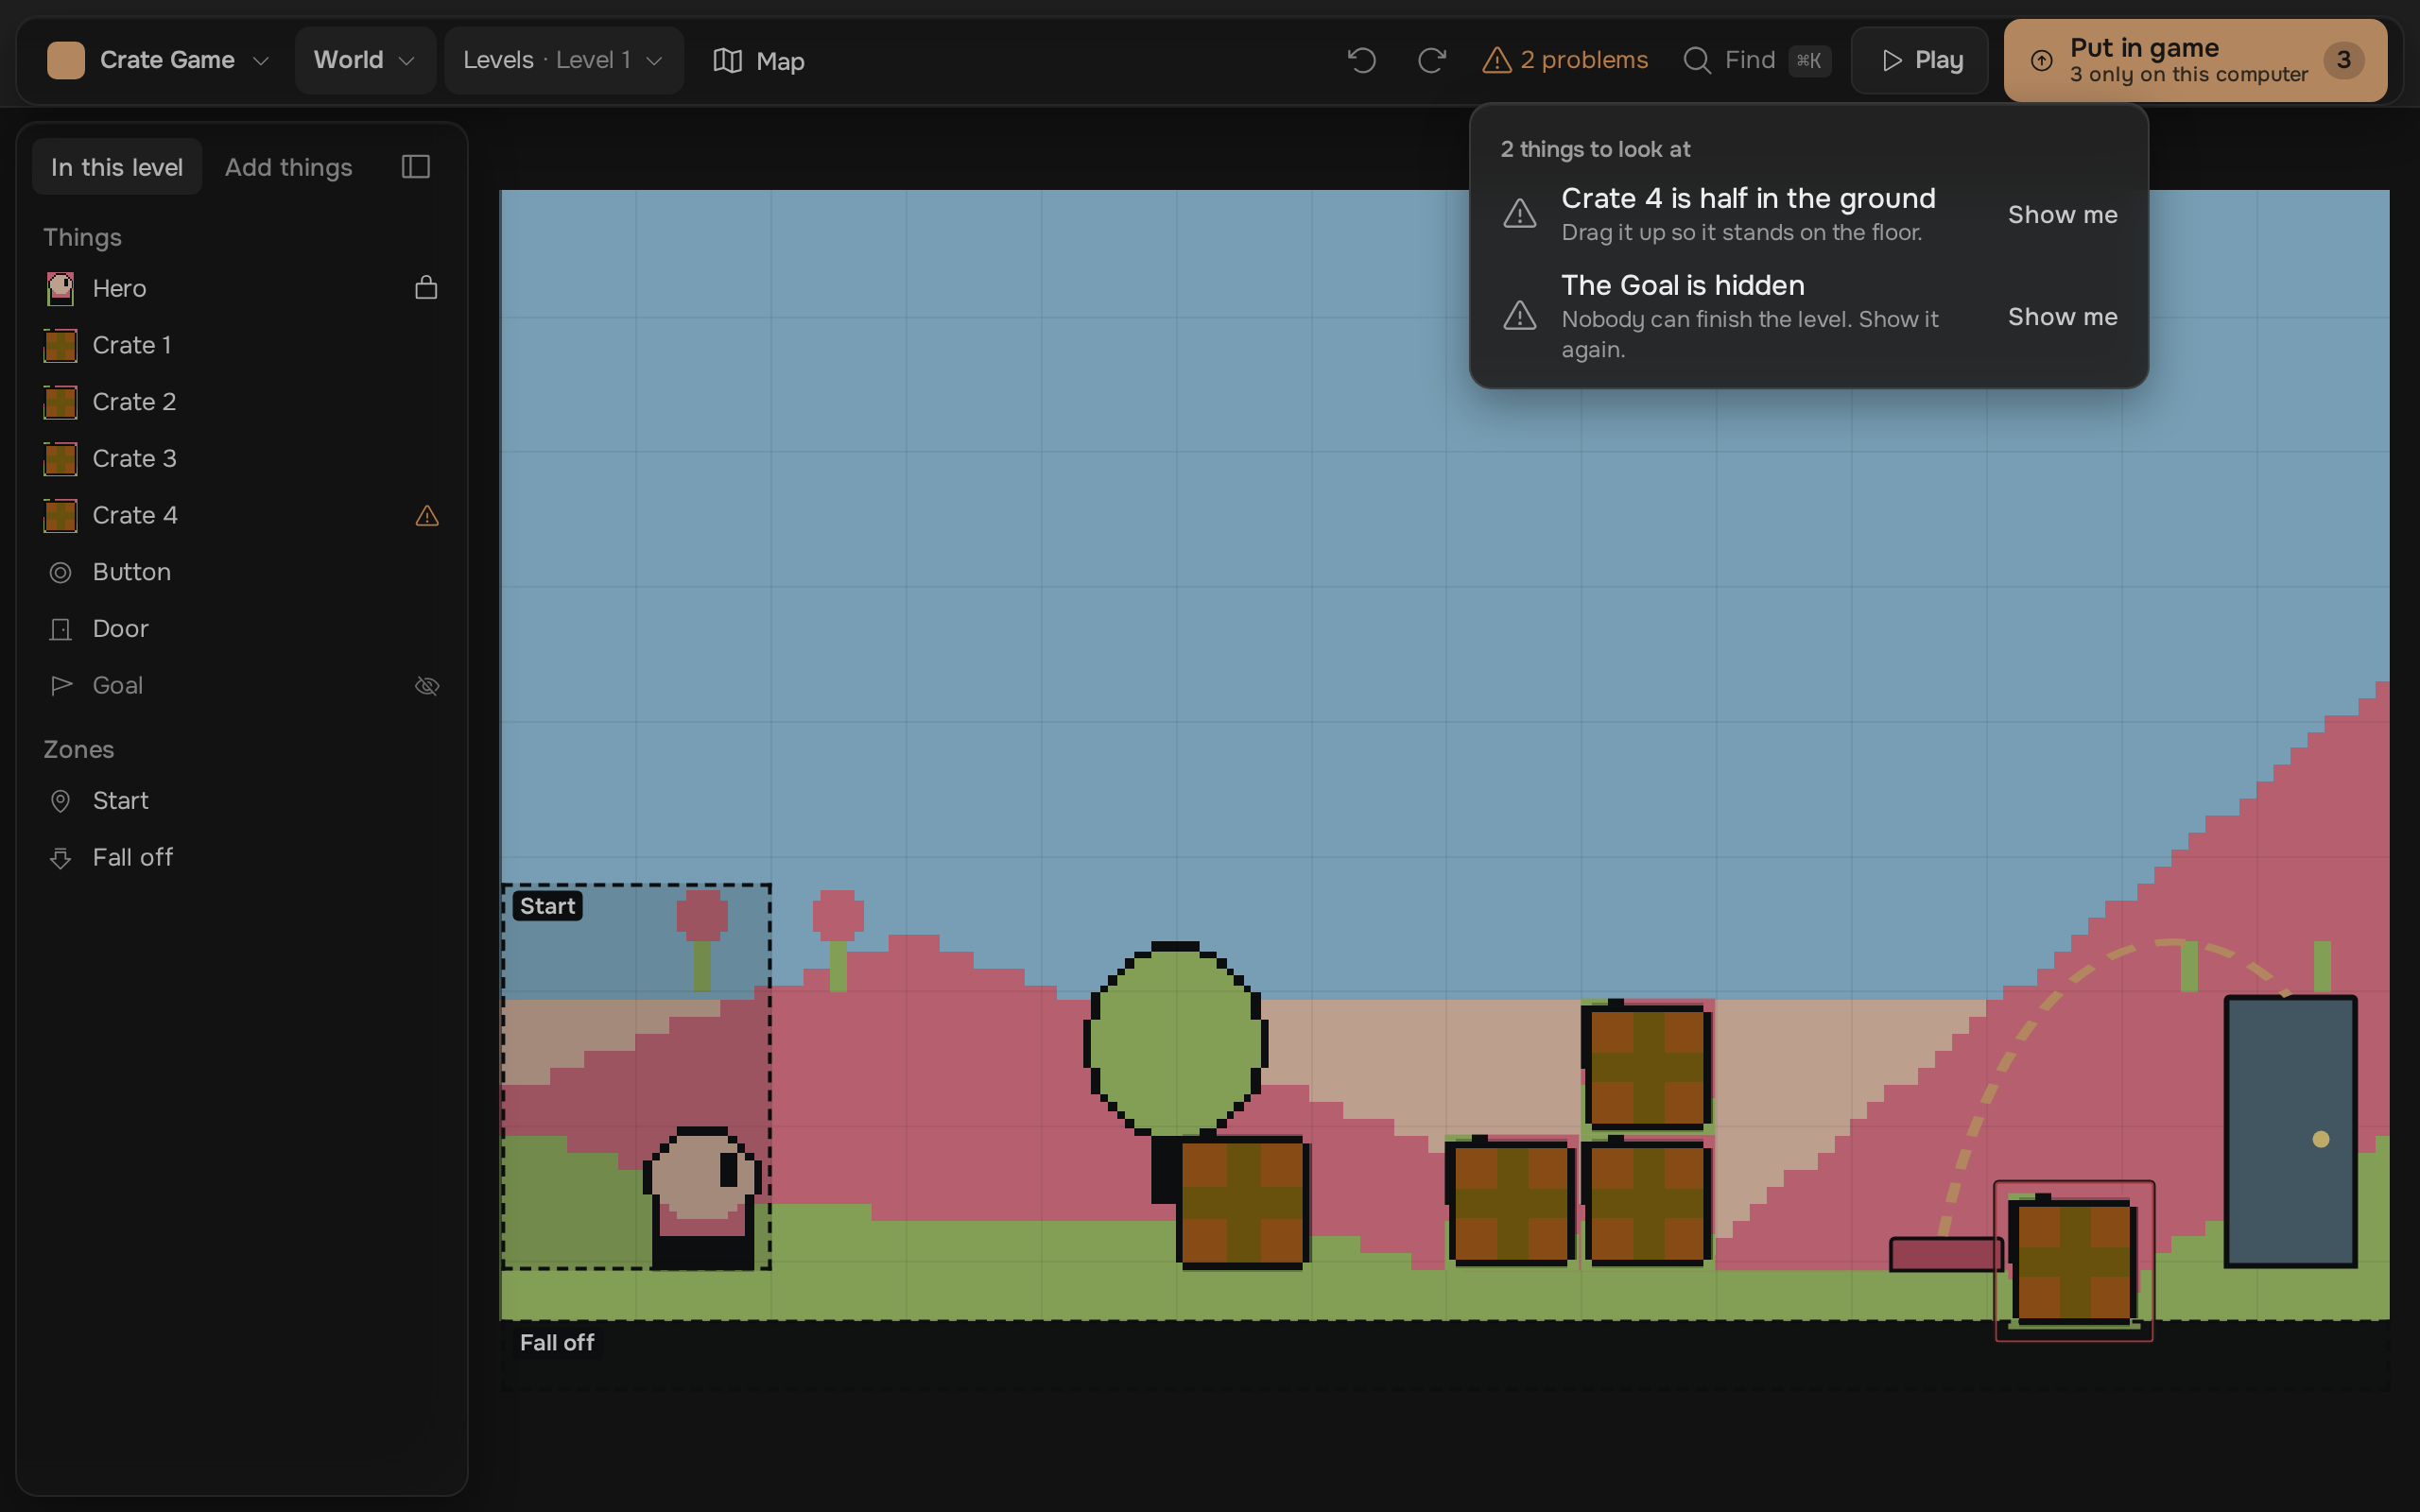 Crate Game World Levels · Level 1 Map 2 problems Find ⌘K Play Put in game
3 only on this computer 3
2 things to look at
Crate 4 is half in the ground
Drag it up so it stands on the floor.
Show me
The Goal is hidden
Nobody can finish the level. Show it
again.
Show me
In this level Add things
Things
Hero
Crate 1
Crate 2
Crate 3
Crate 4
Button
Door
Goal
Zones
Start
Fall off
Start
Fall off